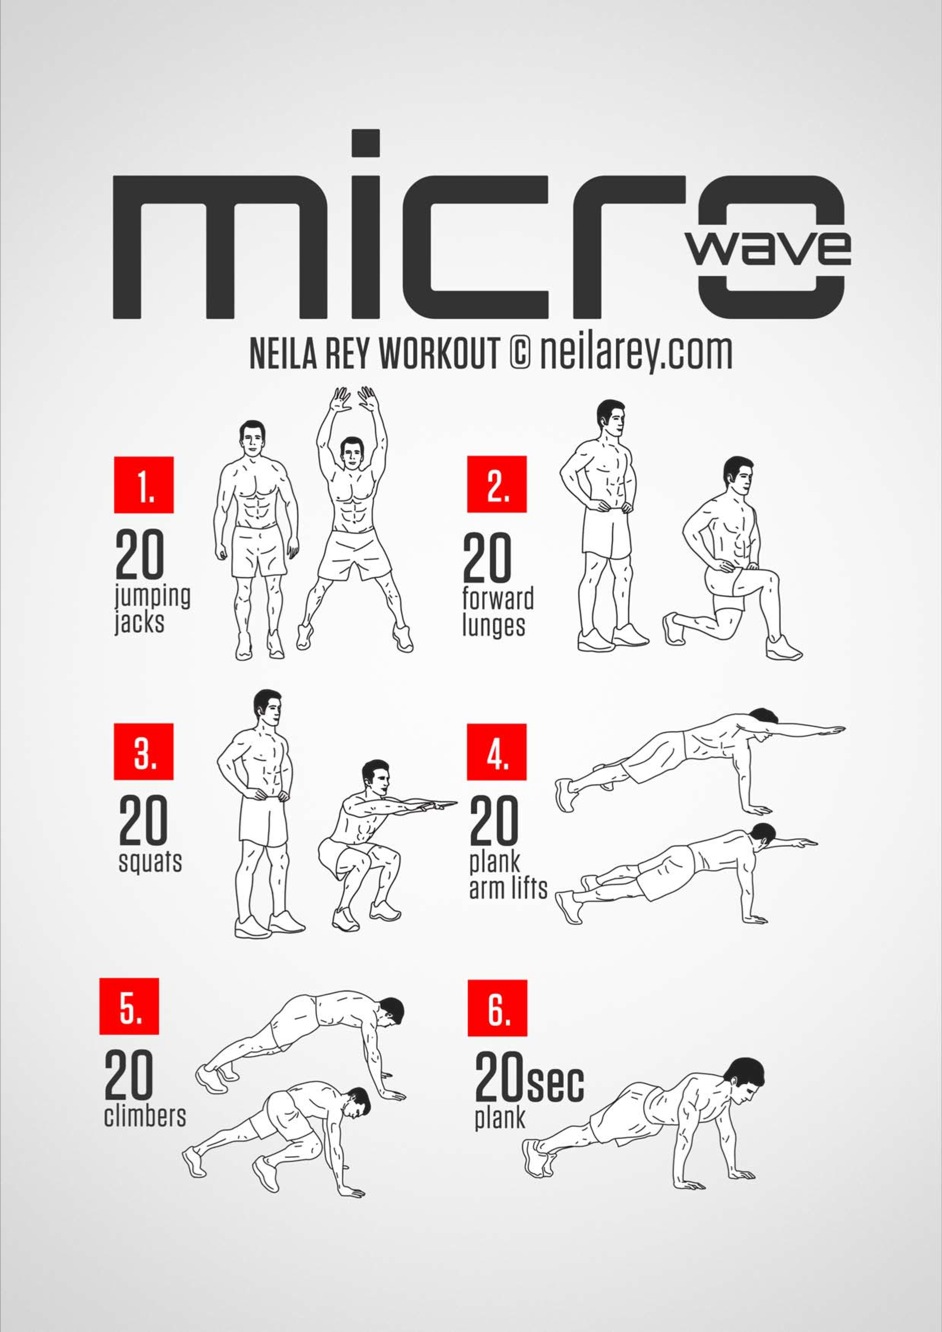 micro
wave
NEILA REY WORKOUT © neilarey.com
1.
20
jumping
jacks
2.
20
forward
lunges
3.
20
squats
4.
20
plank
arm lifts
5.
20
climbers
6.
20sec
plank